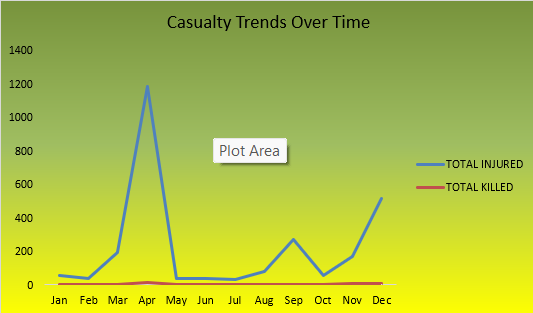 Casualty Trends Over Time
1400
1200
1000
800
600
400
200
0
Plot Area
TOTAL INJURED
TOTAL KILLED
Jan Feb Mar Apr May Jun Jul Aug Sep Oct Nov Dec